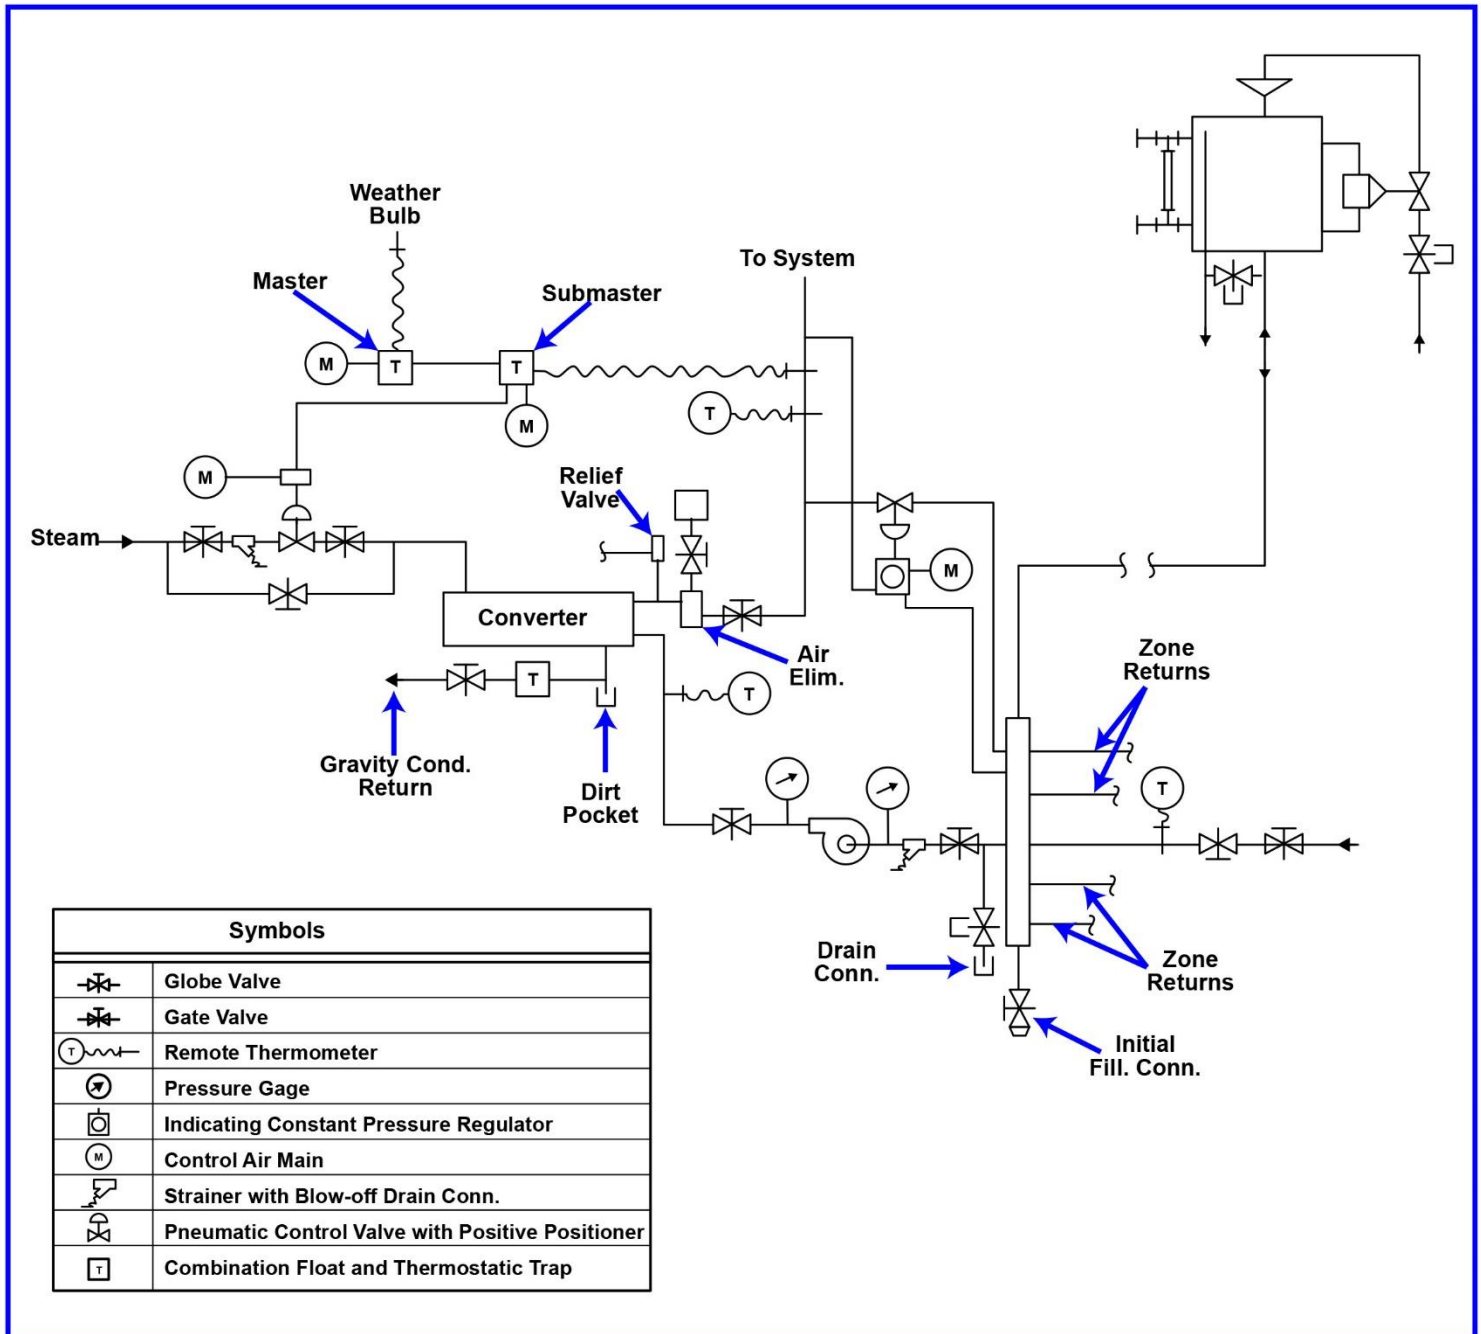 Weather
Bulb
To System
Master
Submaster
M
T
T
T
M
M
Relief
Valve
Steam
M
Converter
Zone
Returns
Air
Elim.
T
T
Gravity Cond.
Return
Dirt
Pocket
T
Drain
Conn.
Zone
Returns
Initial
Fill. Conn.
Symbols
Globe Valve
Gate Valve
T
Remote Thermometer
Pressure Gage
Indicating Constant Pressure Regulator
M
Control Air Main
Strainer with Blow-off Drain Conn.
Pneumatic Control Valve with Positive Positioner
T
Combination Float and Thermostatic Trap